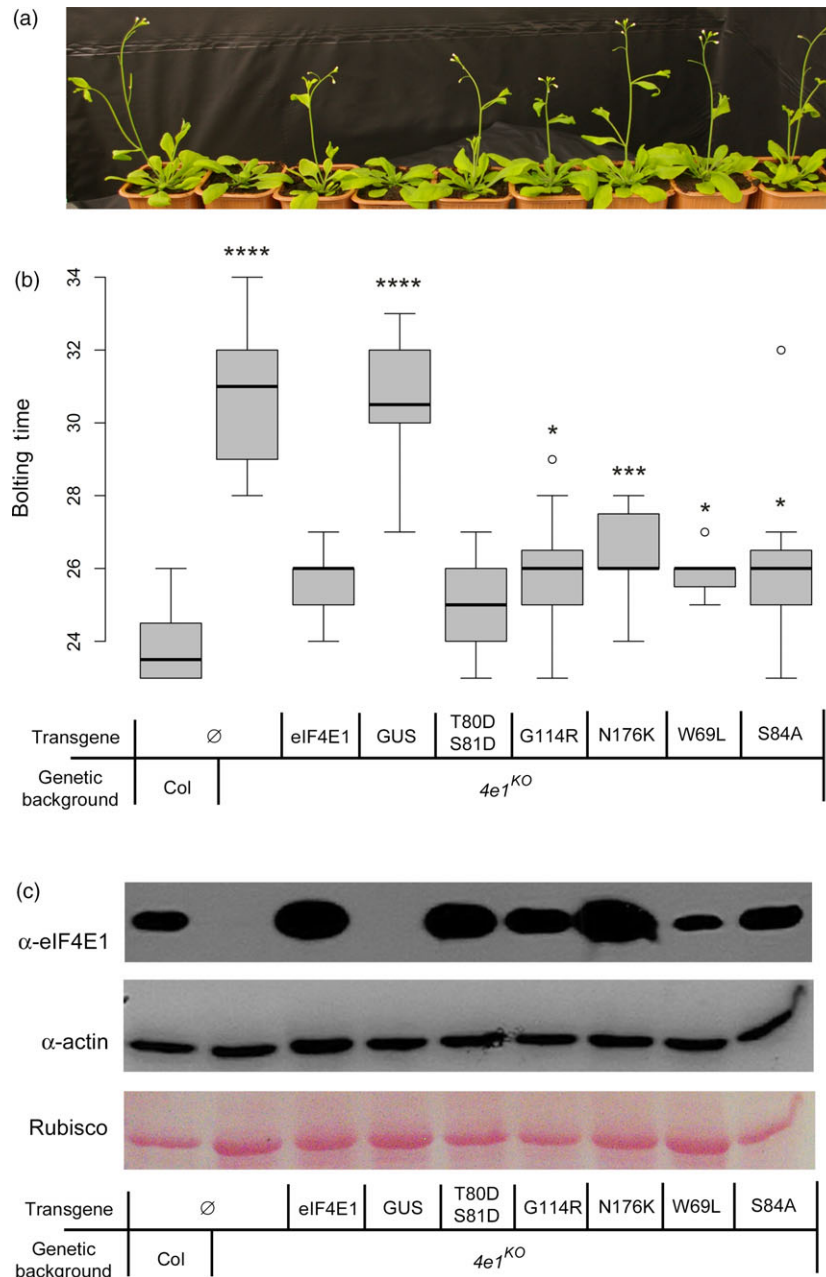 (a)
(b)
****
****
*
***
*
*
34
32
30
28
26
24
Bolting time
Transgene ∅ eIF4E1 GUS T80D S81D G114R N176K W69L S84A
Genetic background Col 4e1KO
(c)
α-eIF4E1
α-actin
Rubisco
Transgene ∅ eIF4E1 GUS T80D S81D G114R N176K W69L S84A
Genetic background Col 4e1KO